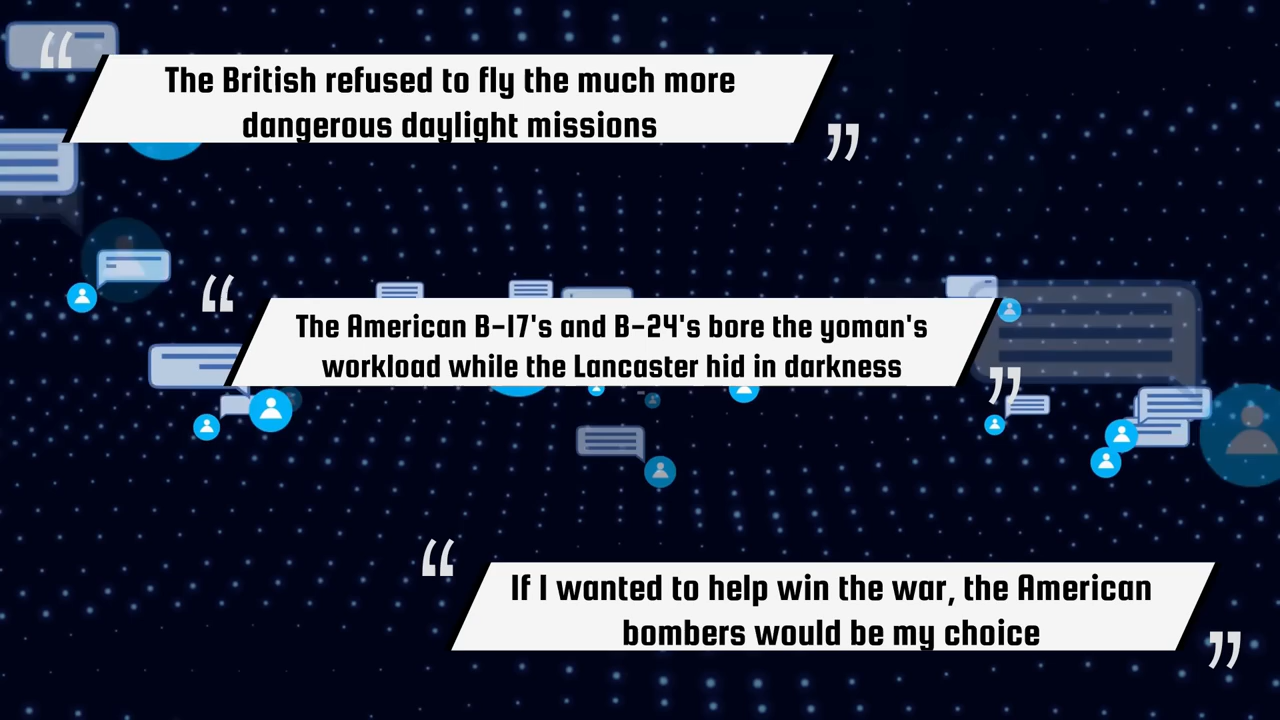 “
The British refused to fly the much more
dangerous daylight missions
”
“
The American B-17's and B-24's bore the yoman's
workload while the Lancaster hid in darkness
”
“
If I wanted to help win the war, the American
bombers would be my choice
”